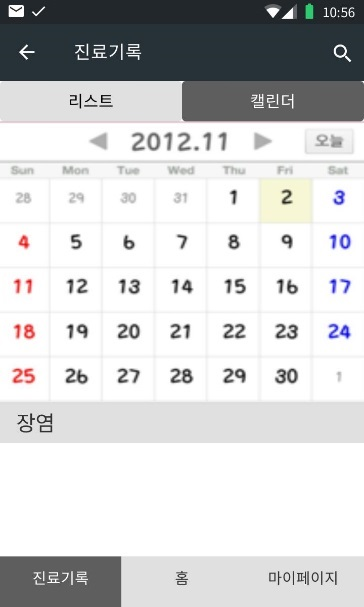 10:56
진료기록
리스트 캘린더
2012.11 오늘
Sun Mon Tue Wed Thu Fri Sat
28 29 30 31 1 2 3
4 5 6 7 8 9 10
11 12 13 14 15 16 17
18 19 20 21 22 23 24
25 26 27 28 29 30 1
장염
진료기록 홈 마이페이지